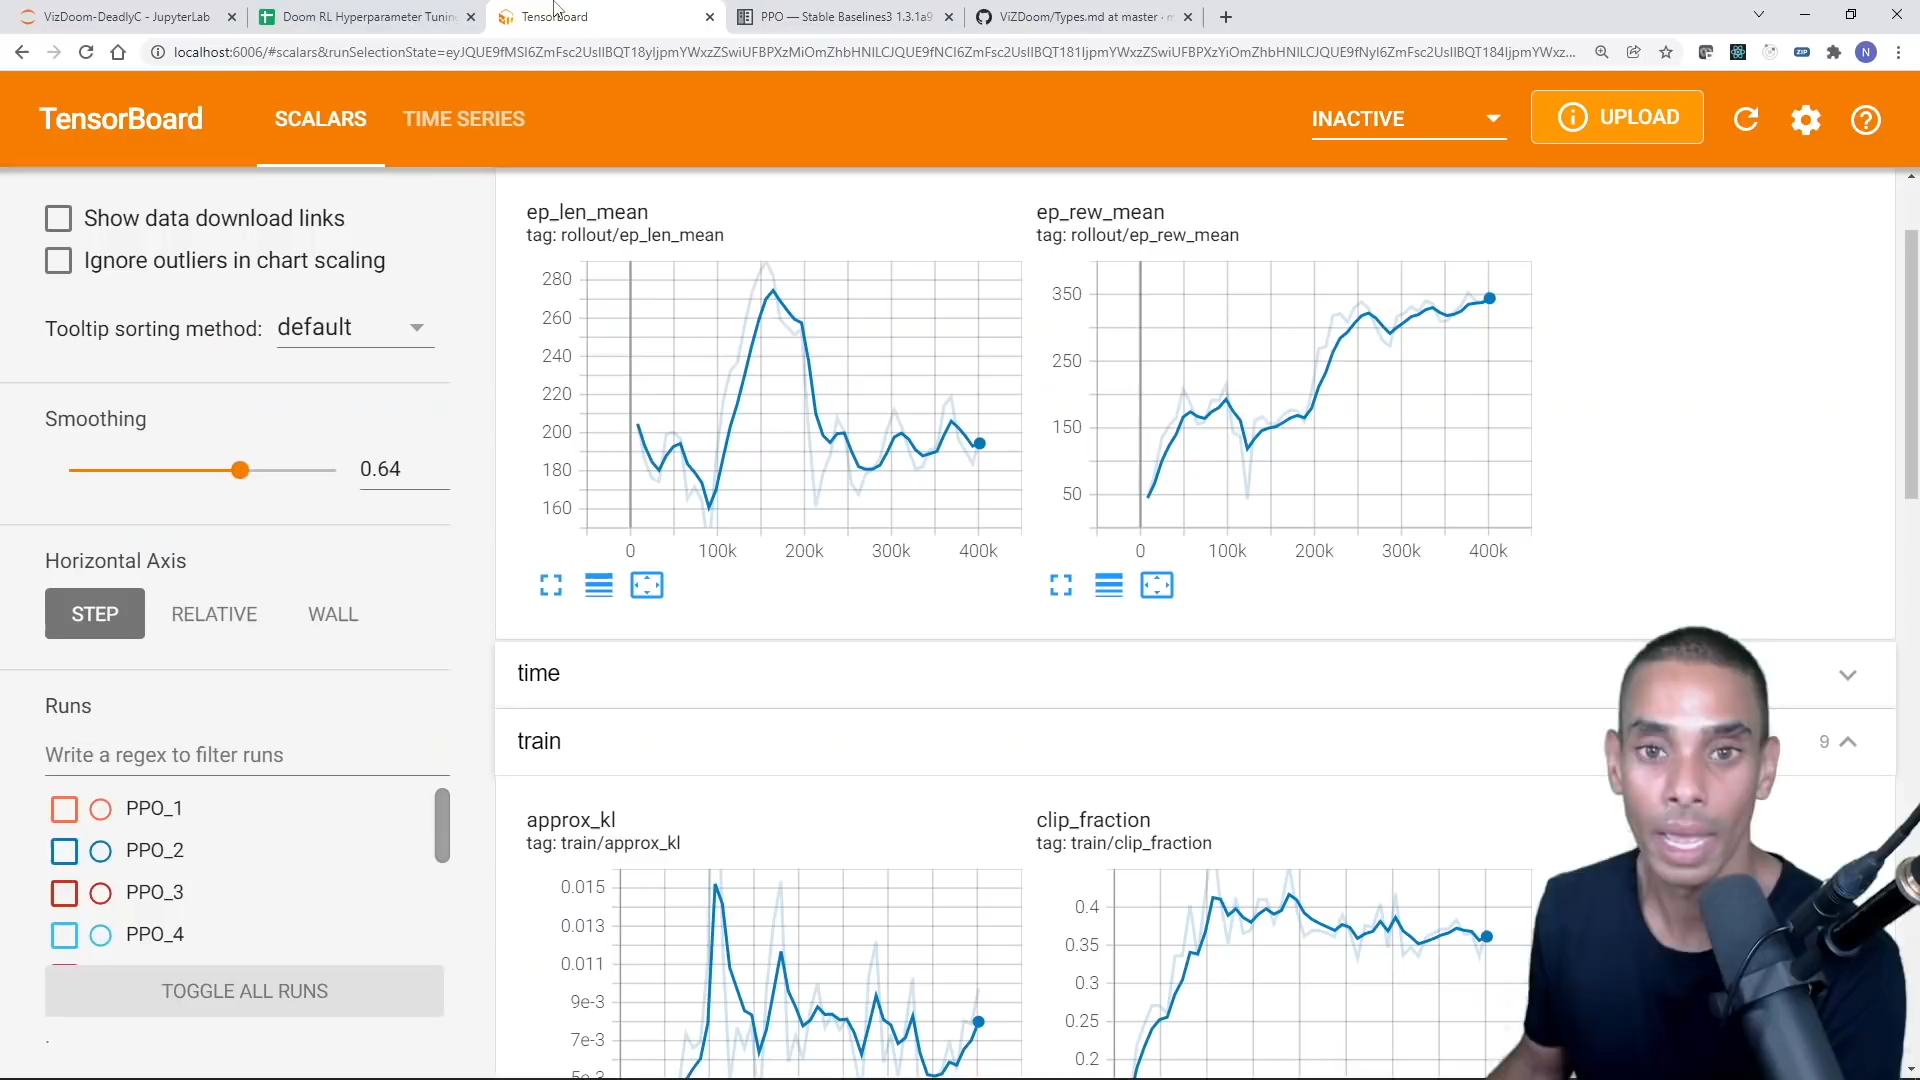 VizDoom-DeadlyC - JupyterLab
Doom RL Hyperparameter Tunin
TensorBoard
PPO — Stable Baselines3 1.3.1a9
ViZDoom/Types.md at master · m
ZIP
N
TensorBoard
SCALARS
TIME SERIES
INACTIVE
UPLOAD
Show data download links
Ignore outliers in chart scaling
Tooltip sorting method: default
Smoothing
0.64
Horizontal Axis
STEP
RELATIVE
WALL
Runs
Write a regex to filter runs
PPO_1
PPO_2
PPO_3
PPO_4
TOGGLE ALL RUNS
.
ep_len_mean
tag: rollout/ep_len_mean
280
260
240
220
200
180
160
0 100k 200k 300k 400k
ep_rew_mean
tag: rollout/ep_rew_mean
350
250
150
50
0 100k 200k 300k 400k
time
train
9
approx_kl
tag: train/approx_kl
0.015
0.013
0.011
9e-3
7e-3
5e-3
clip_fraction
tag: train/clip_fraction
0.4
0.35
0.3
0.25
0.2